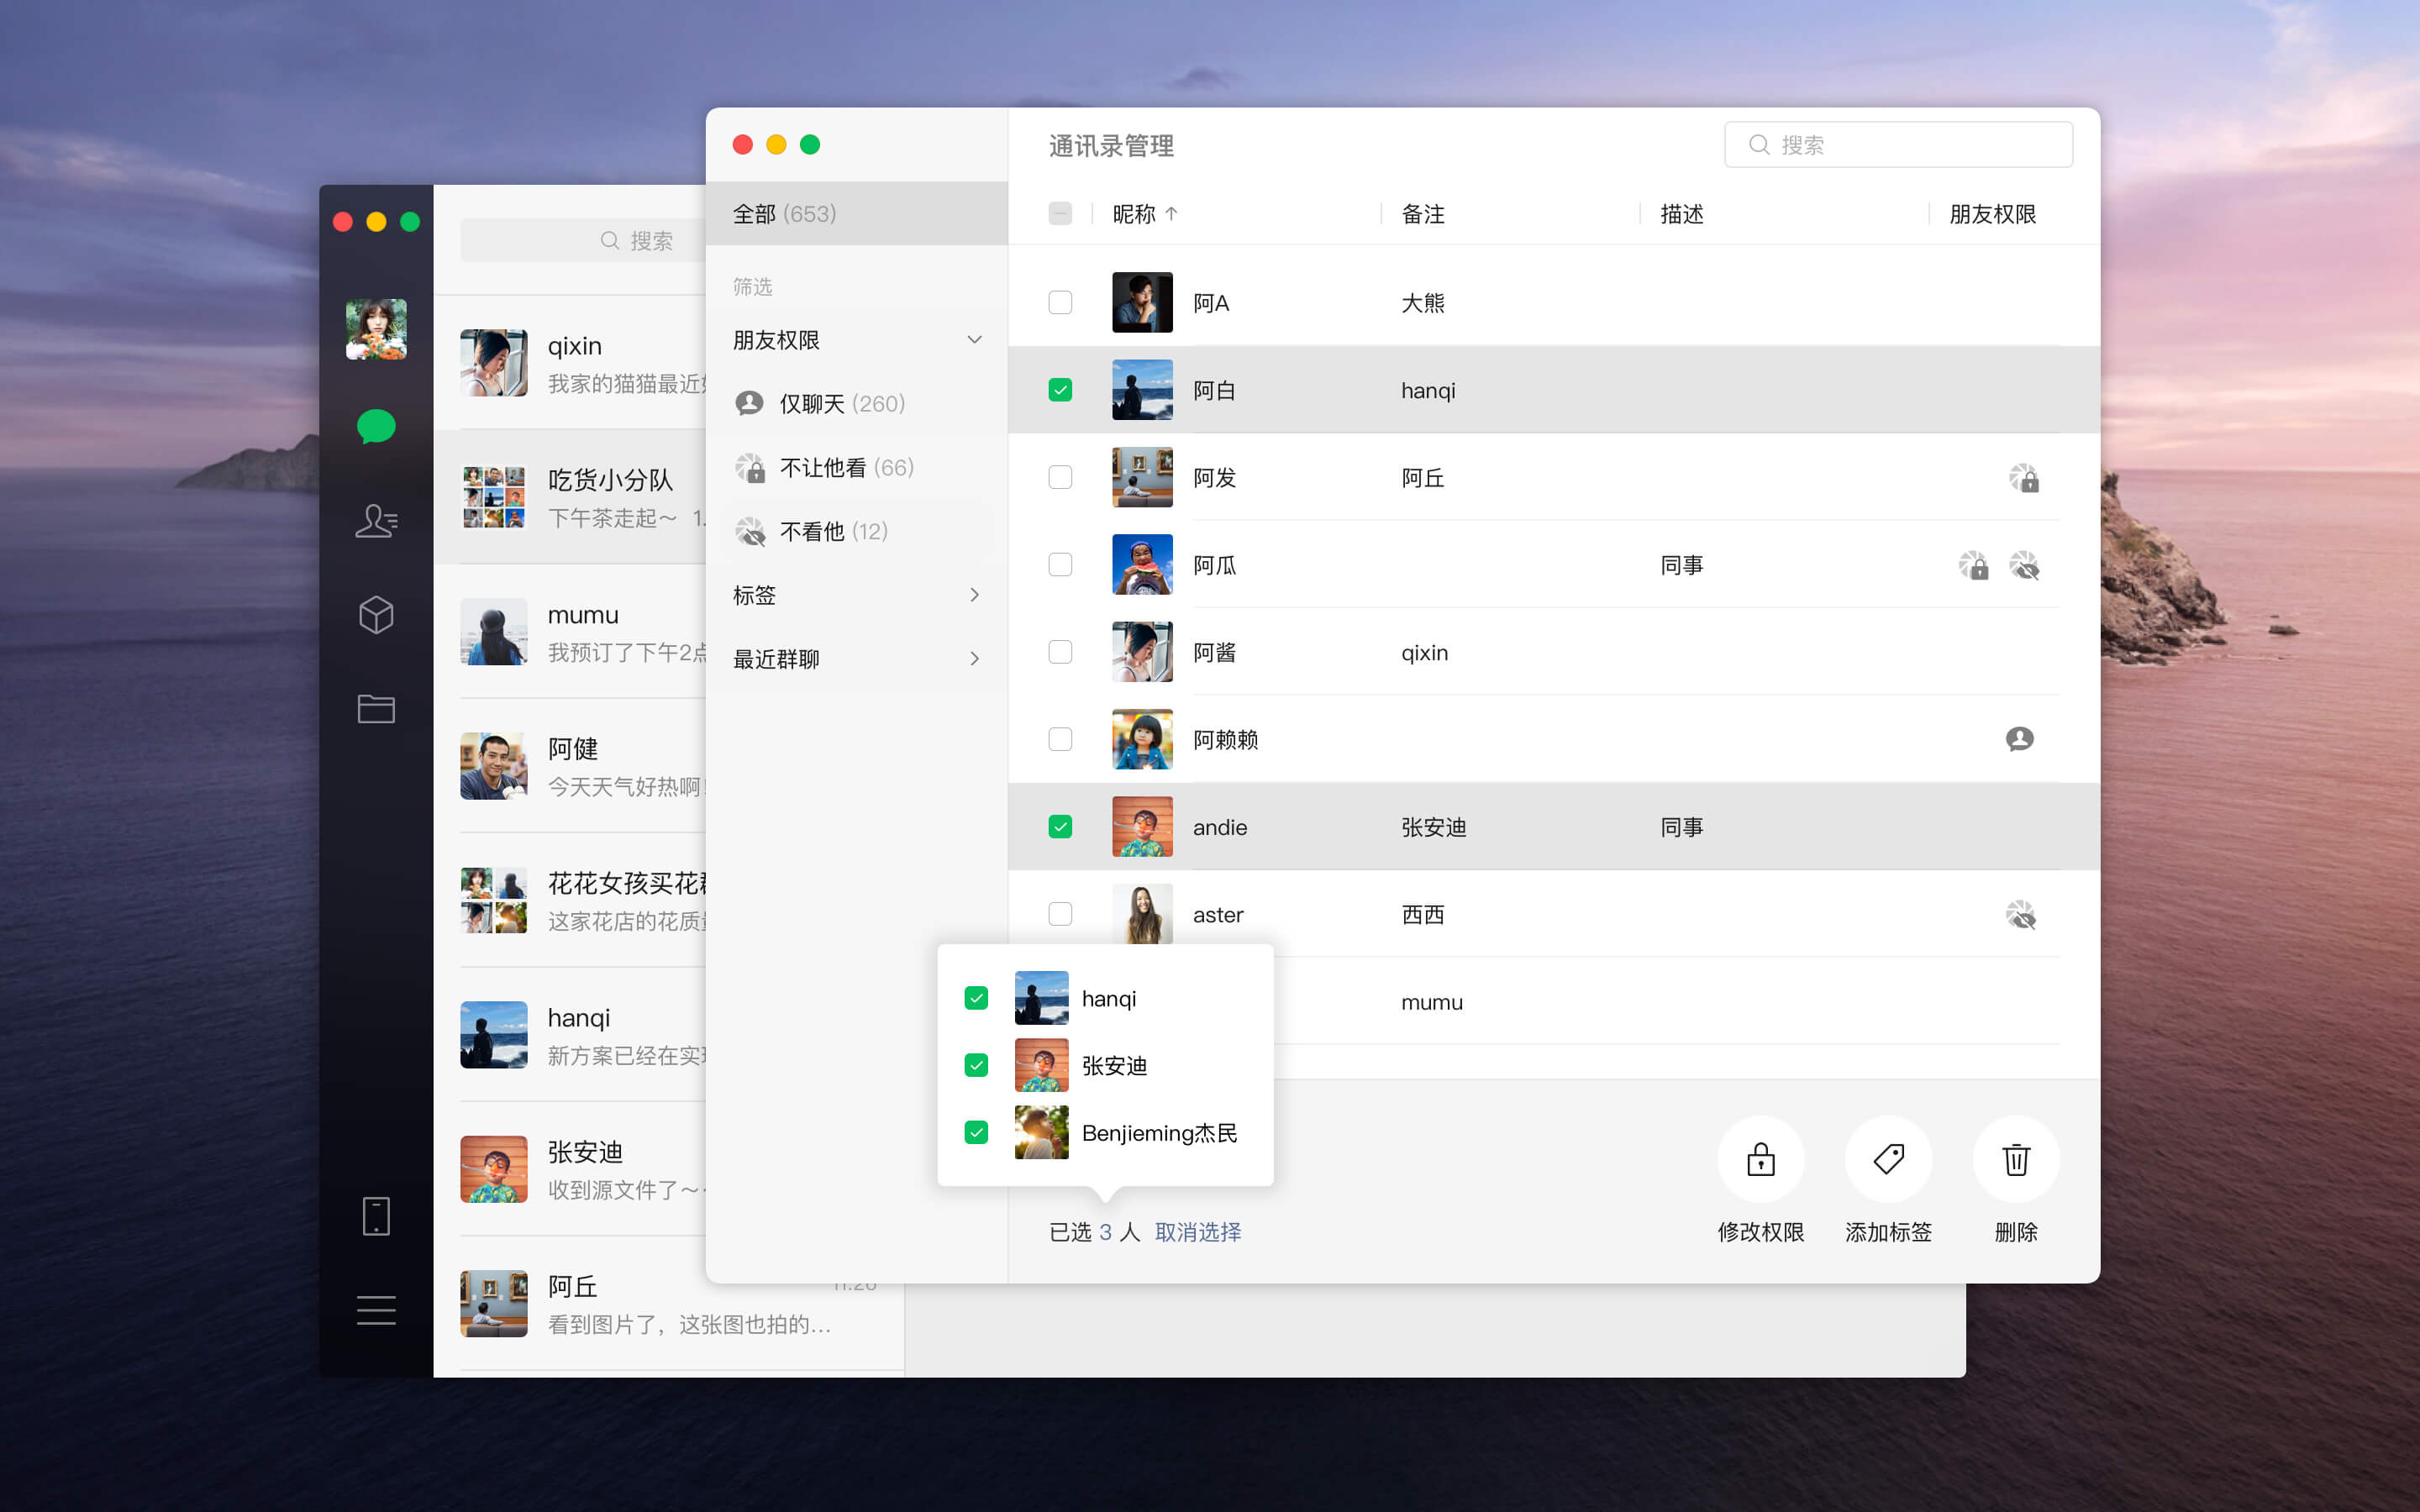 搜索
qixin
我家的猫猫最近
吃货小分队
下午茶走起～ 1.
mumu
我预订了下午2点
阿健
今天天气好热啊
花花女孩买花
这家花店的花质
hanqi
新方案已经在实
张安迪
收到源文件了～
阿丘
11:20
看到图片了，这张图也拍的...
全部 (653)
筛选
朋友权限
仅聊天 (260)
不让他看 (66)
不看他 (12)
标签
最近群聊
通讯录管理
搜索
昵称 ↑ 备注 描述 朋友权限
阿A 大熊
阿白 hanqi
阿发 阿丘
阿瓜 同事
阿酱 qixin
阿赖赖
andie 张安迪 同事
aster 西西
mumu
hanqi
张安迪
Benjieming杰民
已选 3 人 取消选择
修改权限 添加标签 删除